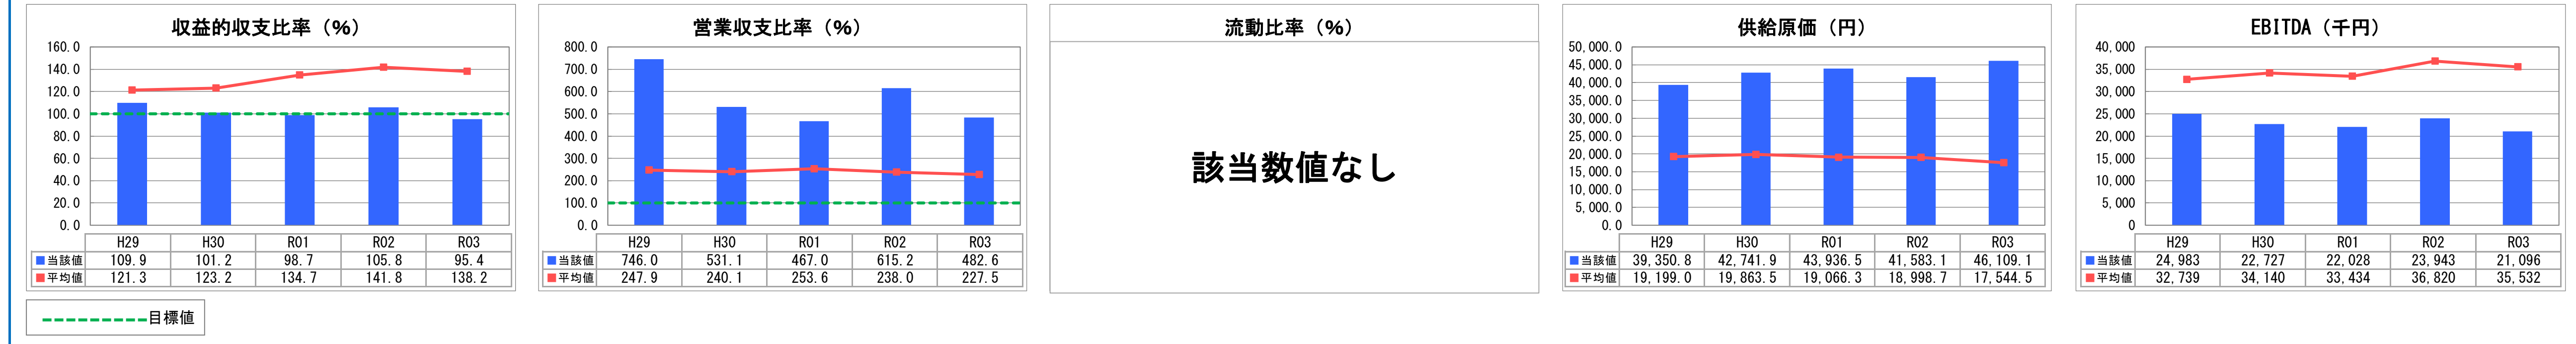 収益的収支比率（％）
160.0
140.0
120.0
100.0
80.0
60.0
40.0
20.0
0.0
H29 H30 R01 R02 R03
当該値 109.9 101.2 98.7 105.8 95.4
平均値 121.3 123.2 134.7 141.8 138.2
営業収支比率（％）
800.0
700.0
600.0
500.0
400.0
300.0
200.0
100.0
0.0
H29 H30 R01 R02 R03
当該値 746.0 531.1 467.0 615.2 482.6
平均値 247.9 240.1 253.6 238.0 227.5
流動比率（％）
該当数値なし
供給原価（円）
50,000.0
45,000.0
40,000.0
35,000.0
30,000.0
25,000.0
20,000.0
15,000.0
10,000.0
5,000.0
0.0
H29 H30 R01 R02 R03
当該値 39,350.8 42,741.9 43,936.5 41,583.1 46,109.1
平均値 19,199.0 19,863.5 19,066.3 18,998.7 17,544.5
EBITDA（千円）
40,000
35,000
30,000
25,000
20,000
15,000
10,000
5,000
0
H29 H30 R01 R02 R03
当該値 24,983 22,727 22,028 23,943 21,096
平均値 32,739 34,140 33,434 36,820 35,532
目標値